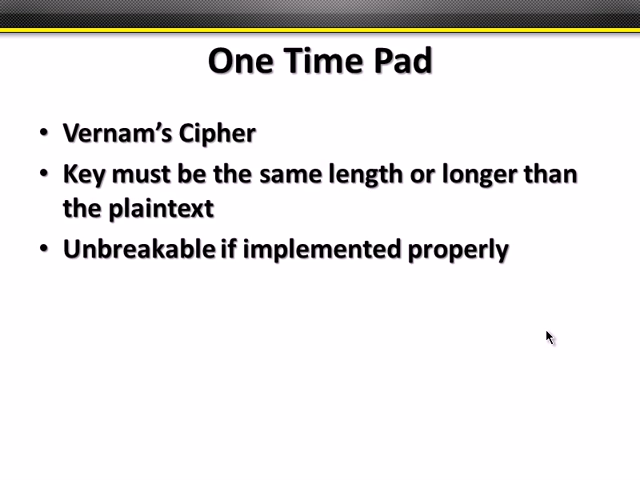 One Time Pad
• Vernam's Cipher
• Key must be the same length or longer than
the plaintext
• Unbreakable if implemented properly